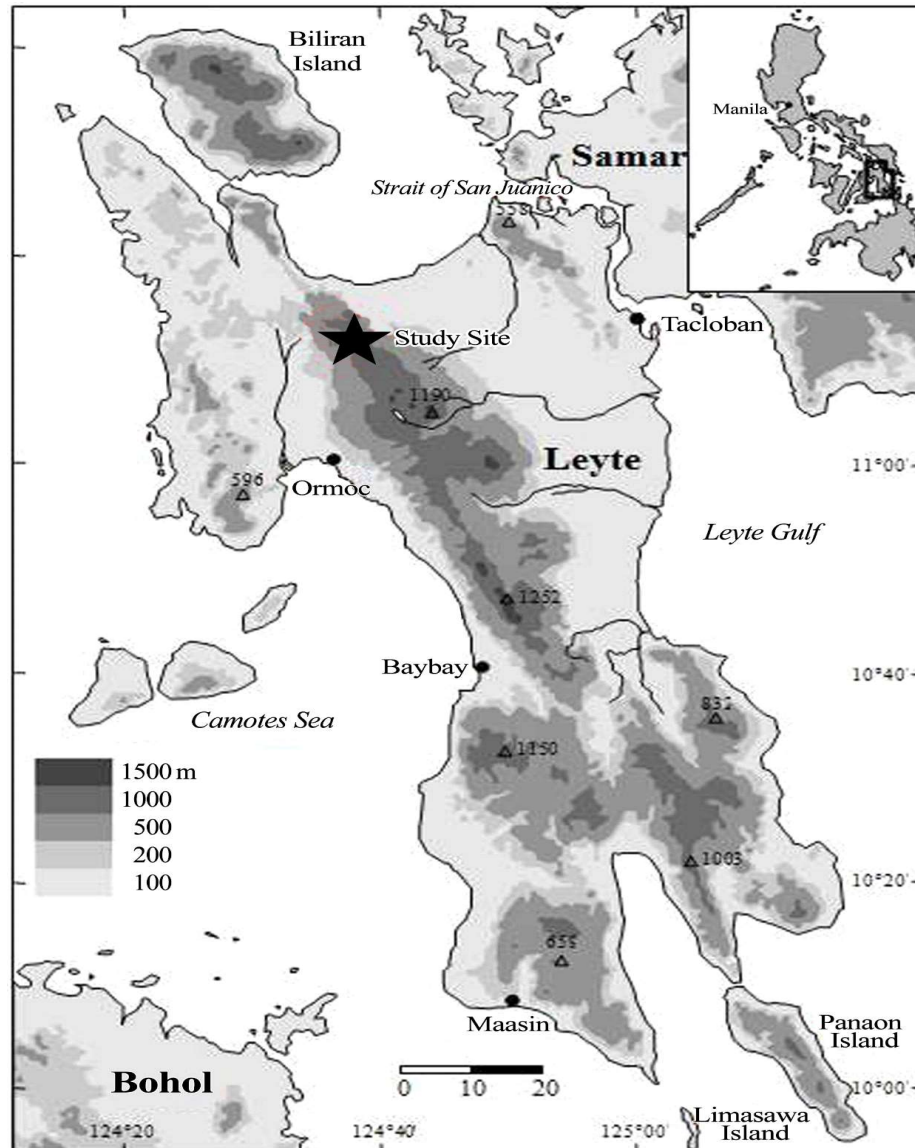 Biliran
Island
Manila
Samar
Strait of San Juanico
558
Tacloban
Study Site
1190
Leyte
11°00'
596
Ormoc
Leyte Gulf
1252
Baybay
10°40'
832
Camotes Sea
1150
1500 m
1000
500
200
100
1003
10°20'
Maasin
Panaon
Island
Bohol
0 10 20
10°00'
Limasawa
Island
124°20
124°40
125°00